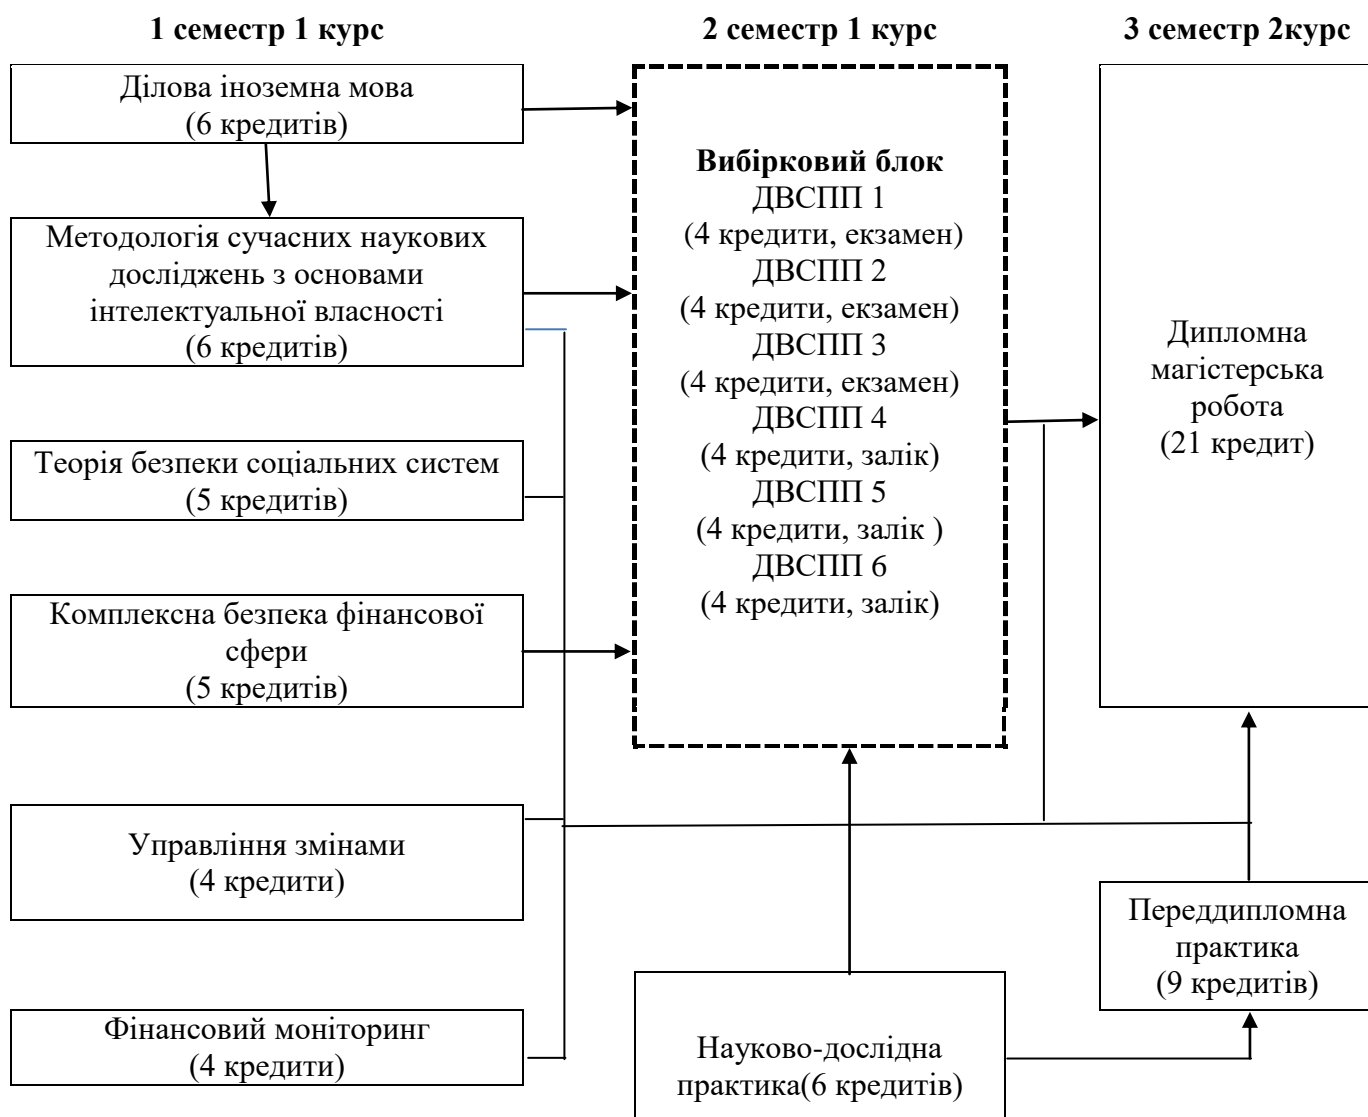 1 семестр 1 курс
2 семестр 1 курс
3 семестр 2курс
Ділова іноземна мова
(6 кредитів)
Методологія сучасних наукових
досліджень з основами
інтелектуальної власності
(6 кредитів)
Теорія безпеки соціальних систем
(5 кредитів)
Комплексна безпека фінансової
сфери
(5 кредитів)
Управління змінами
(4 кредити)
Фінансовий моніторинг
(4 кредити)
Вибірковий блок
ДВСПП 1
(4 кредити, екзамен)
ДВСПП 2
(4 кредити, екзамен)
ДВСПП 3
(4 кредити, екзамен)
ДВСПП 4
(4 кредити, залік)
ДВСПП 5
(4 кредити, залік )
ДВСПП 6
(4 кредити, залік)
Науково-дослідна
практика(6 кредитів)
Дипломна
магістерська
робота
(21 кредит)
Переддипломна
практика
(9 кредитів)